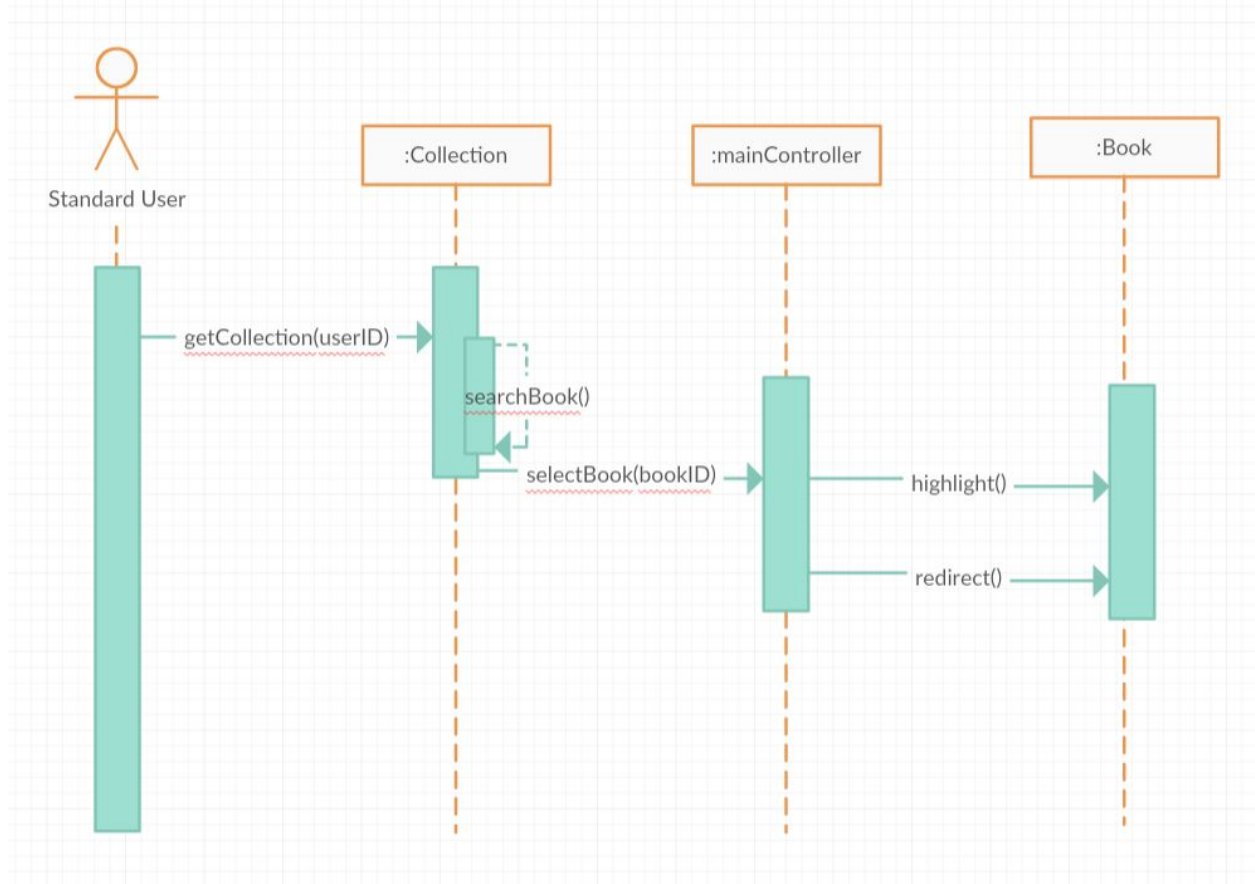 Standard User
:Collection
:mainController
:Book
getCollection(userID)
searchBook()
selectBook(bookID)
highlight()
redirect()